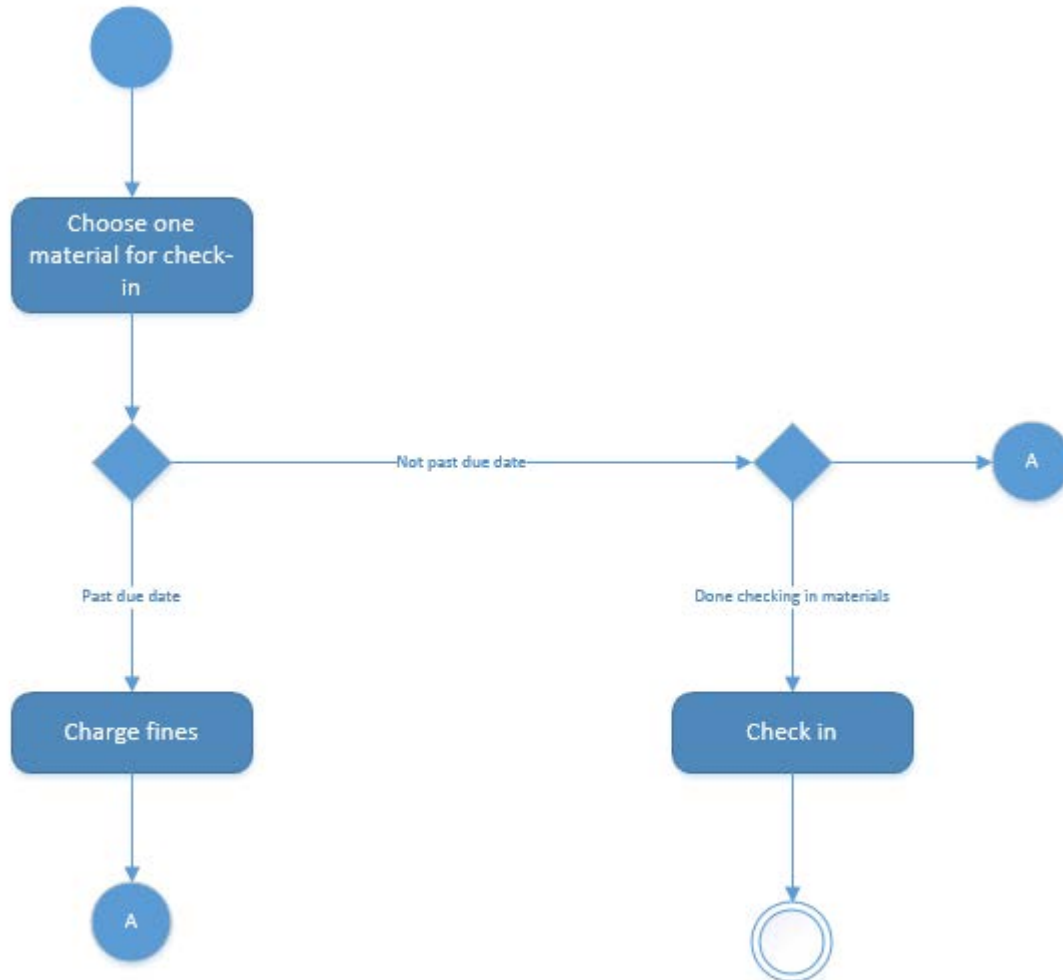 Choose one
material for check-
in
Not past due date
A
Past due date
Done checking in materials
Charge fines
Check in
A